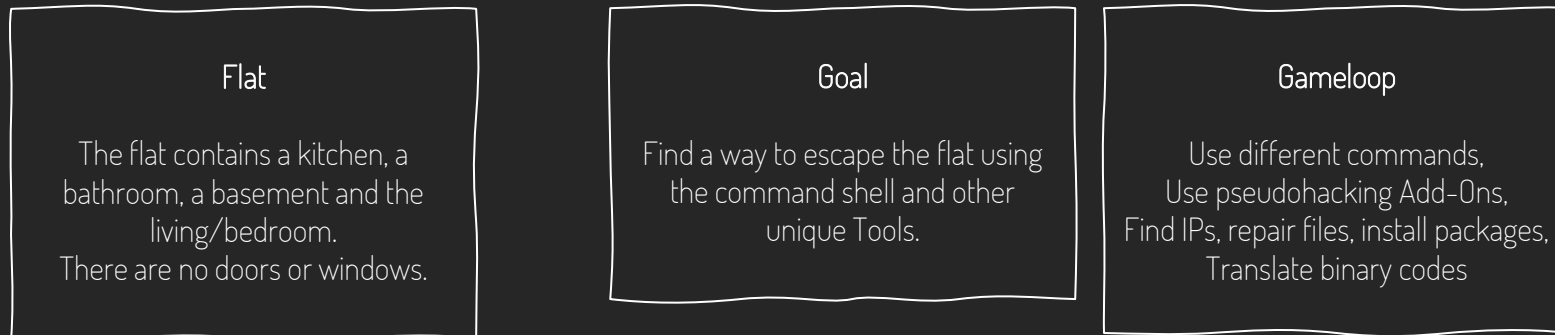 Flat
The flat contains a kitchen, a
bathroom, a basement and the
living/bedroom.
There are no doors or windows.
Goal
Find a way to escape the flat using
the command shell and other
unique Tools.
Gameloop
Use different commands,
Use pseudohacking Add-Ons,
Find IPs, repair files, install packages,
Translate binary codes